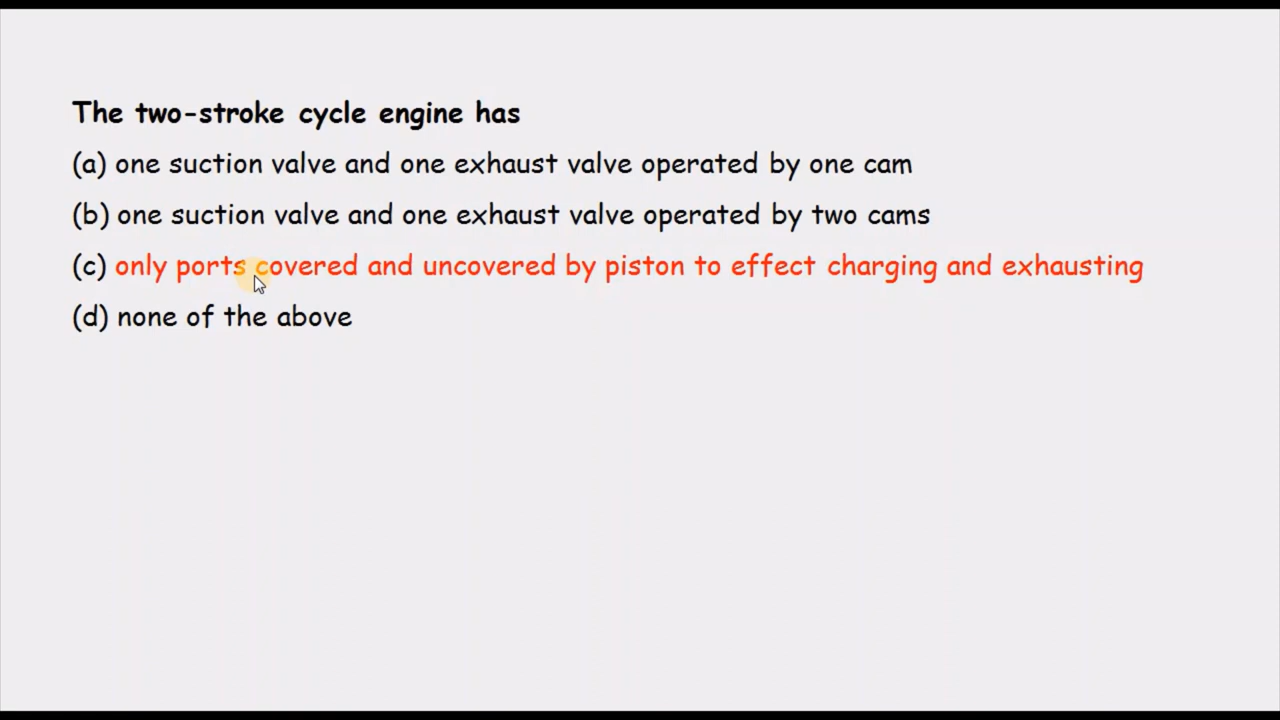 The two-stroke cycle engine has
(a) one suction valve and one exhaust valve operated by one cam
(b) one suction valve and one exhaust valve operated by two cams
(c) only ports covered and uncovered by piston to effect charging and exhausting
(d) none of the above